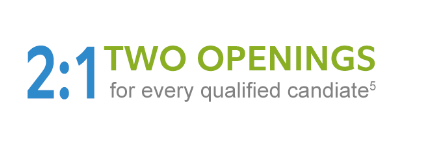 2:1 TWO OPENINGS
for every qualified candiate⁵